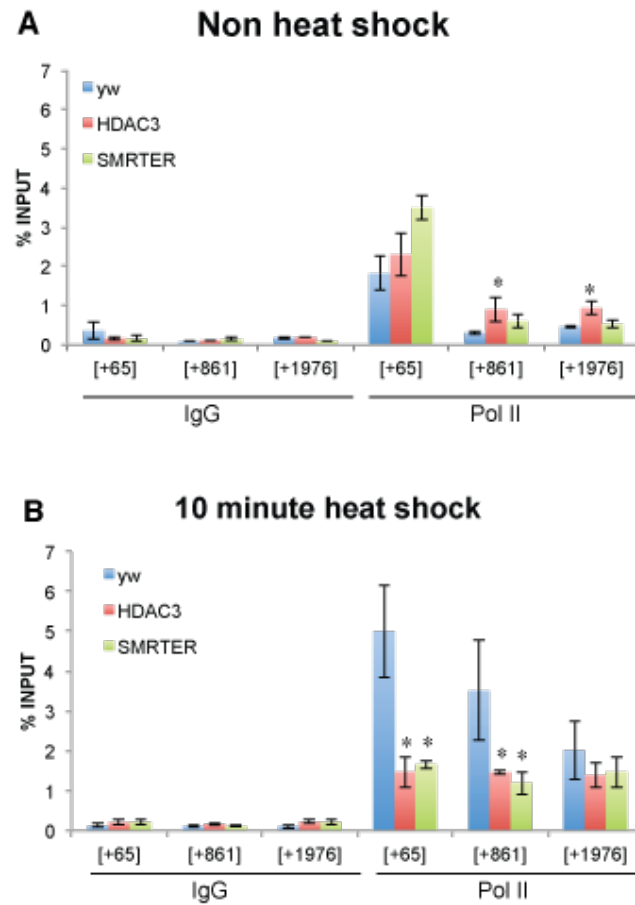 A
Non heat shock
% INPUT
7
6
5
4
3
2
1
0
yw
HDAC3
SMRTER
* *
[+65] [+861] [+1976] [+65] [+861] [+1976]
IgG Pol II
B
10 minute heat shock
% INPUT
7
6
5
4
3
2
1
0
yw
HDAC3
SMRTER
* * * *
[+65] [+861] [+1976] [+65] [+861] [+1976]
IgG Pol II